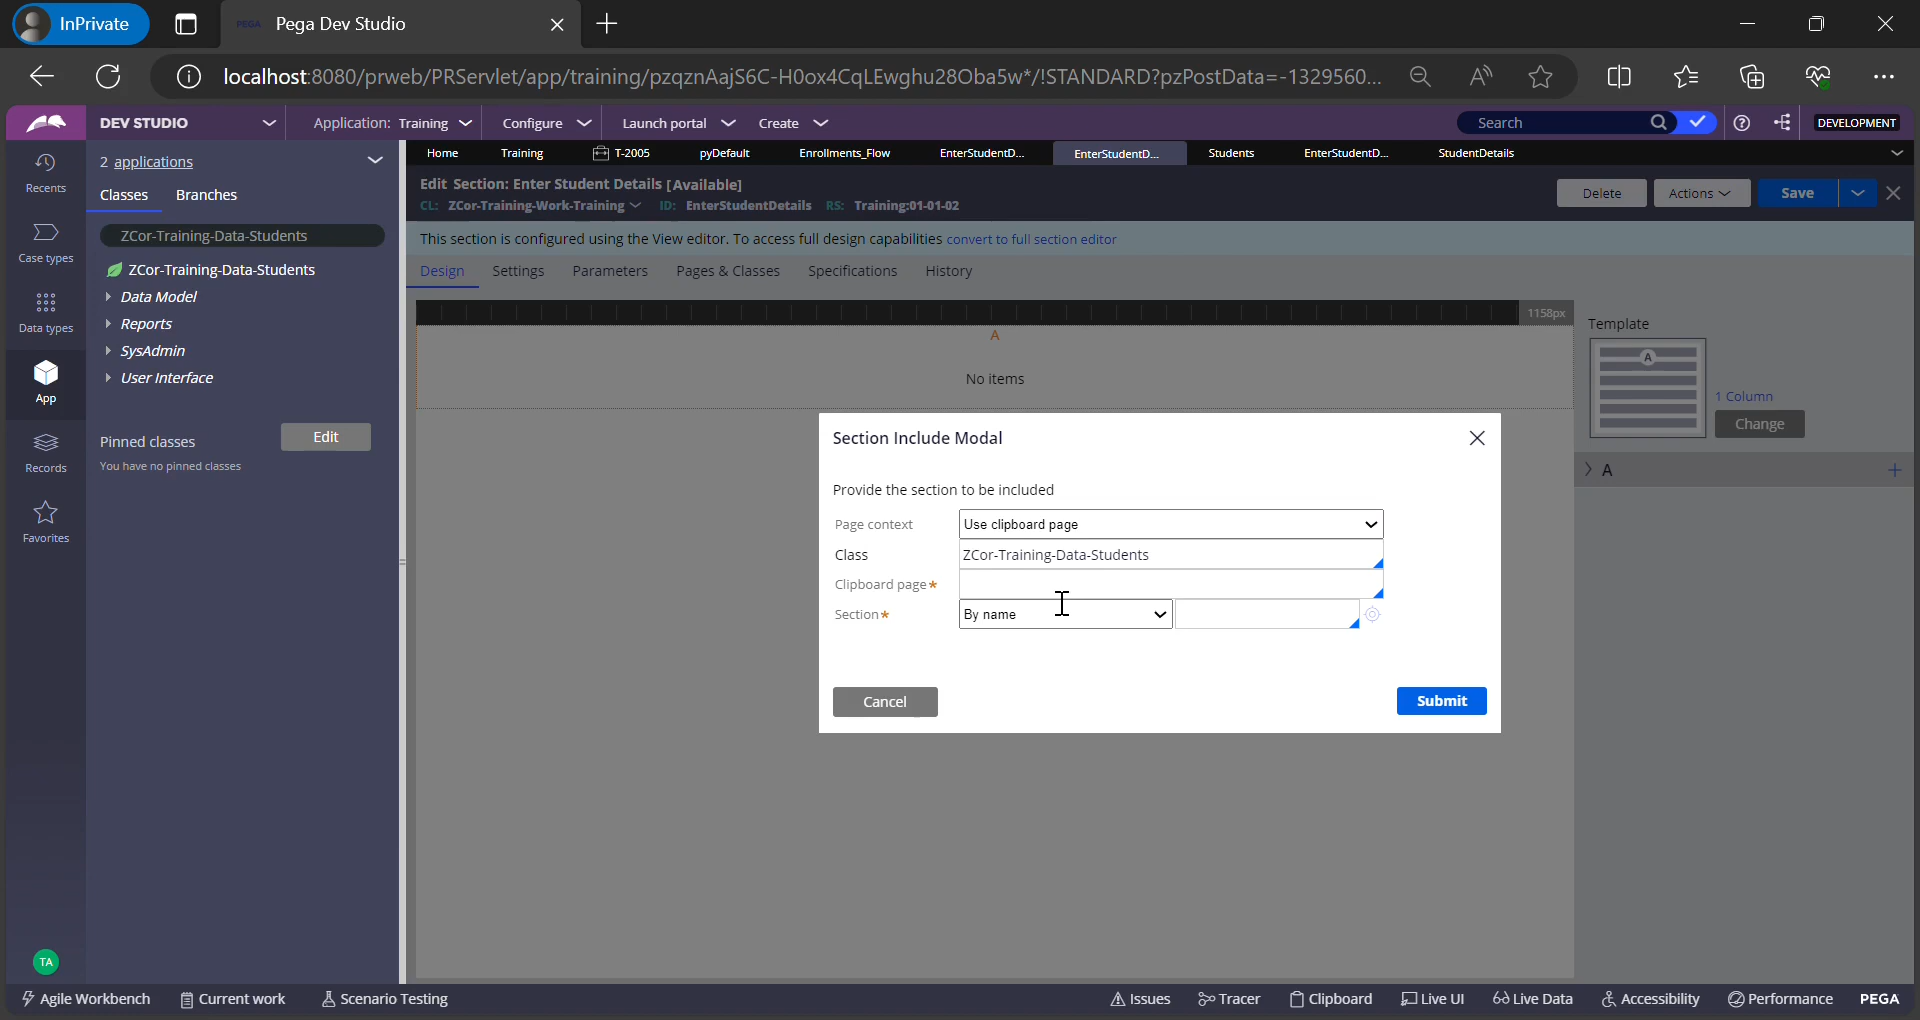 InPrivate
PEGA Pega Dev Studio
localhost:8080/prweb/PRServlet/app/training/pzqznAajS6C-H0ox4CqLEwghu28Oba5w*/!STANDARD?pzPostData=-1329560...
DEV STUDIO
Application: Training
Configure
Launch portal
Create
Search
DEVELOPMENT
Recents
Case types
Data types
App
Records
Favorites
TA
2 applications
Classes Branches
ZCor-Training-Data-Students
ZCor-Training-Data-Students
Data Model
Reports
SysAdmin
User Interface
Pinned classes
Edit
You have no pinned classes
Home Training T-2005 pyDefault Enrollments_Flow EnterStudentD... EnterStudentD... Students EnterStudentD... StudentDetails
Edit Section: Enter Student Details [Available]
CL: ZCor-Training-Work-Training ID: EnterStudentDetails RS: Training:01-01-02
Delete
Actions
Save
This section is configured using the View editor. To access full design capabilities convert to full section editor
Design Settings Parameters Pages & Classes Specifications History
1158px
A
No items
Template
A
1 Column
Change
A
Section Include Modal
Provide the section to be included
Page context Use clipboard page
Class ZCor-Training-Data-Students
Clipboard page*
Section* By name
Cancel
Submit
Agile Workbench Current work Scenario Testing
Issues Tracer Clipboard Live UI Live Data Accessibility Performance PEGA